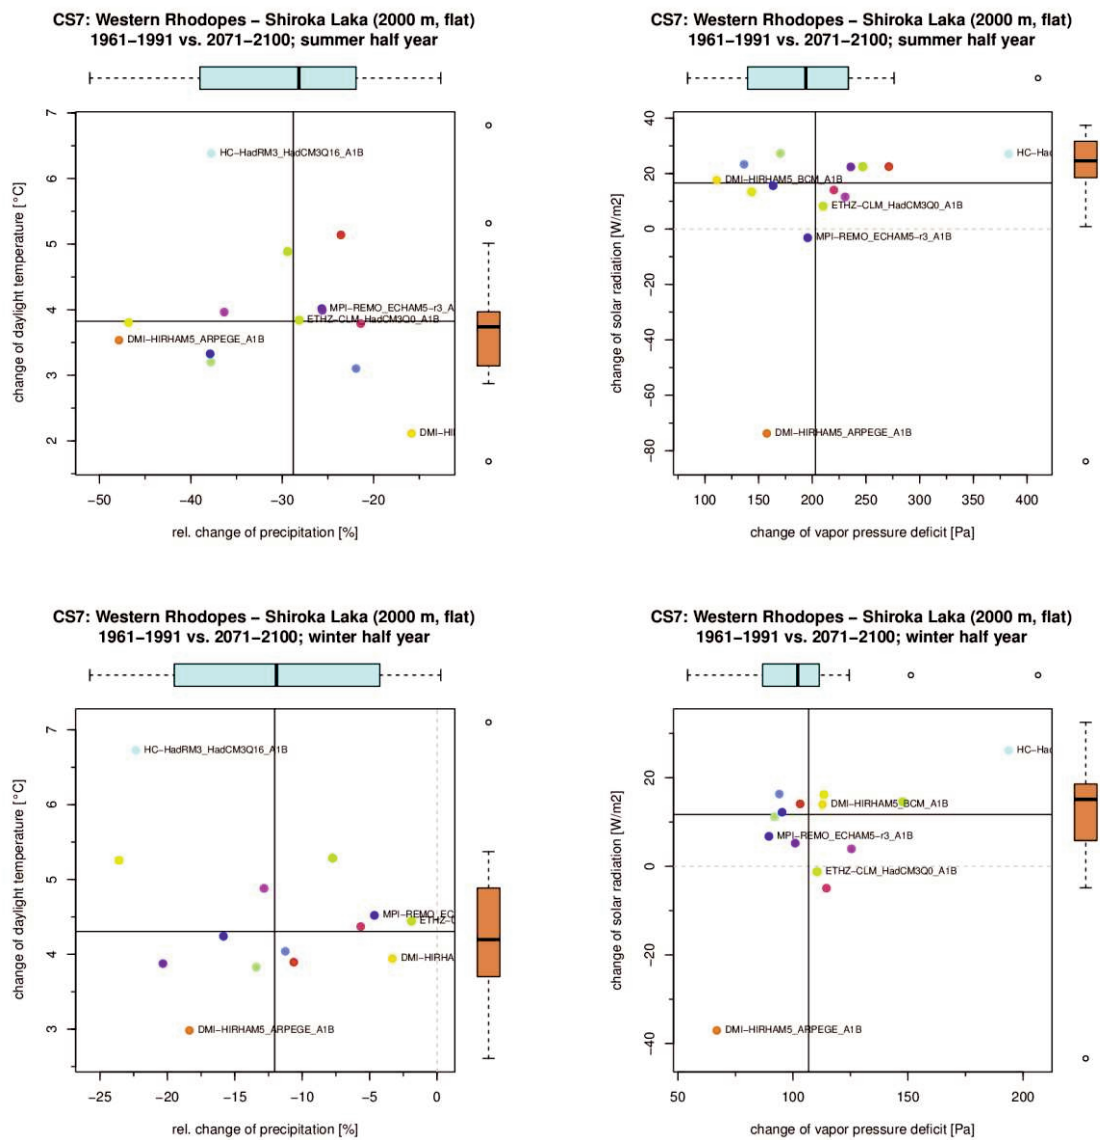 CS7: Western Rhodopes – Shiroka Laka (2000 m, flat)
1961–1991 vs. 2071–2100; summer half year
7
6
5
4
3
2
change of daylight temperature [°C]
HC–HadRM3_HadCM3Q16_A1B
MPI–REMO_ECHAM5–r3_A
ETHZ–CLM_HadCM3Q0_A1B
DMI–HIRHAM5_ARPEGE_A1B
DMI–HI
−50 −40 −30 −20
rel. change of precipitation [%]
CS7: Western Rhodopes – Shiroka Laka (2000 m, flat)
1961–1991 vs. 2071–2100; summer half year
40
20
0
−20
−40
−60
−80
change of solar radiation [W/m2]
HC–Had
DMI–HIRHAM5_BCM_A1B
ETHZ–CLM_HadCM3Q0_A1B
MPI–REMO_ECHAM5–r3_A1B
DMI–HIRHAM5_ARPEGE_A1B
100 150 200 250 300 350 400
change of vapor pressure deficit [Pa]
CS7: Western Rhodopes – Shiroka Laka (2000 m, flat)
1961–1991 vs. 2071–2100; winter half year
7
6
5
4
3
change of daylight temperature [°C]
HC–HadRM3_HadCM3Q16_A1B
MPI–REMO_EC
ETHZ–C
DMI–HIRHA
DMI–HIRHAM5_ARPEGE_A1B
−25 −20 −15 −10 −5 0
rel. change of precipitation [%]
CS7: Western Rhodopes – Shiroka Laka (2000 m, flat)
1961–1991 vs. 2071–2100; winter half year
20
0
−20
−40
change of solar radiation [W/m2]
HC–Had
DMI–HIRHAM5_BCM_A1B
MPI–REMO_ECHAM5–r3_A1B
ETHZ–CLM_HadCM3Q0_A1B
DMI–HIRHAM5_ARPEGE_A1B
50 100 150 200
change of vapor pressure deficit [Pa]